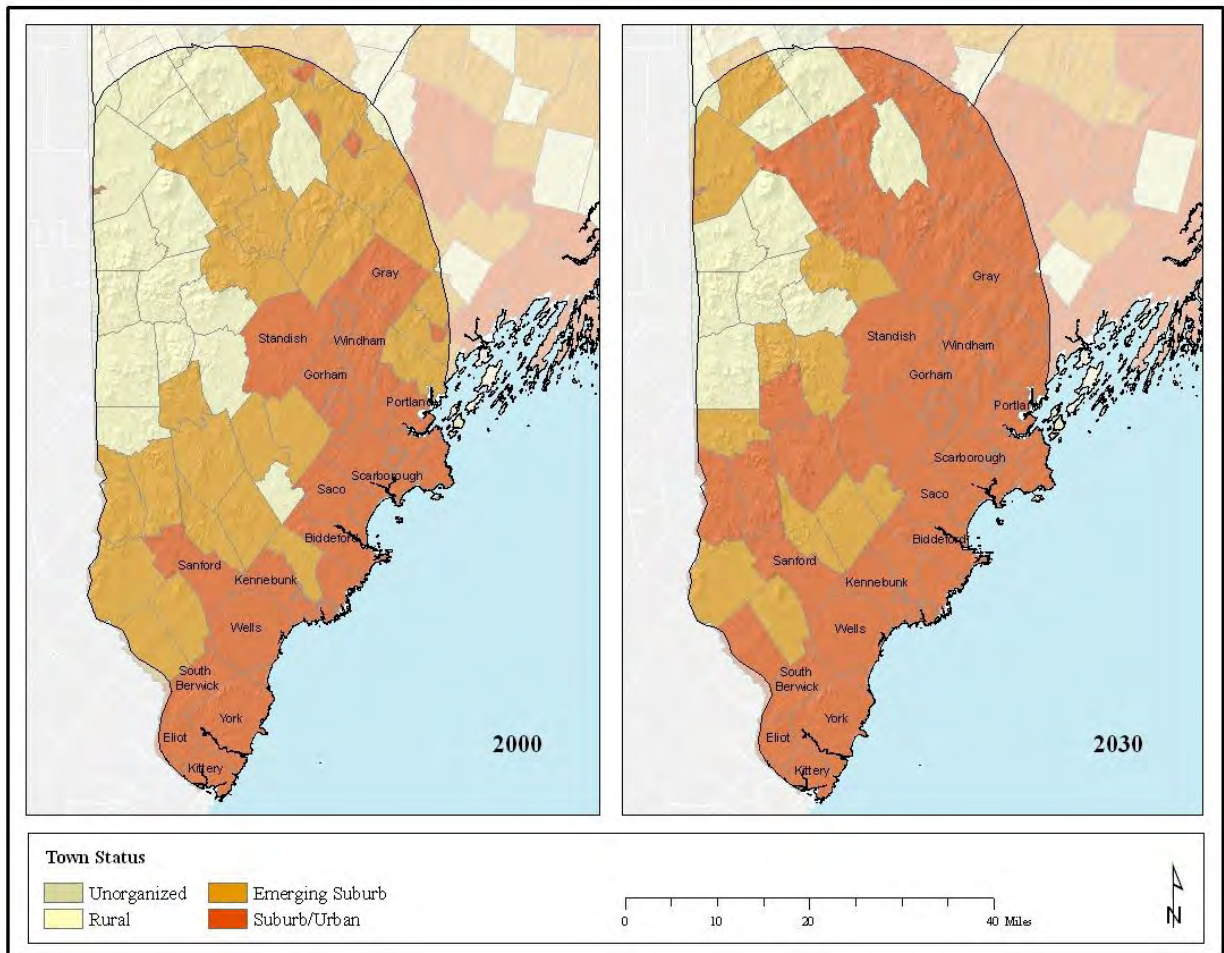 Gray
Standish
Windham
Gorham
Portland
Scarborough
Saco
Biddeford
Sanford
Kennebunk
Wells
South
Berwick
York
Eliot
Kittery
2000
Gray
Standish
Windham
Gorham
Portland
Scarborough
Saco
Biddeford
Sanford
Kennebunk
Wells
South
Berwick
York
Eliot
Kittery
2030
Town Status
Unorganized
Emerging Suburb
Rural
Suburb/Urban
0 10 20 40 Miles
N